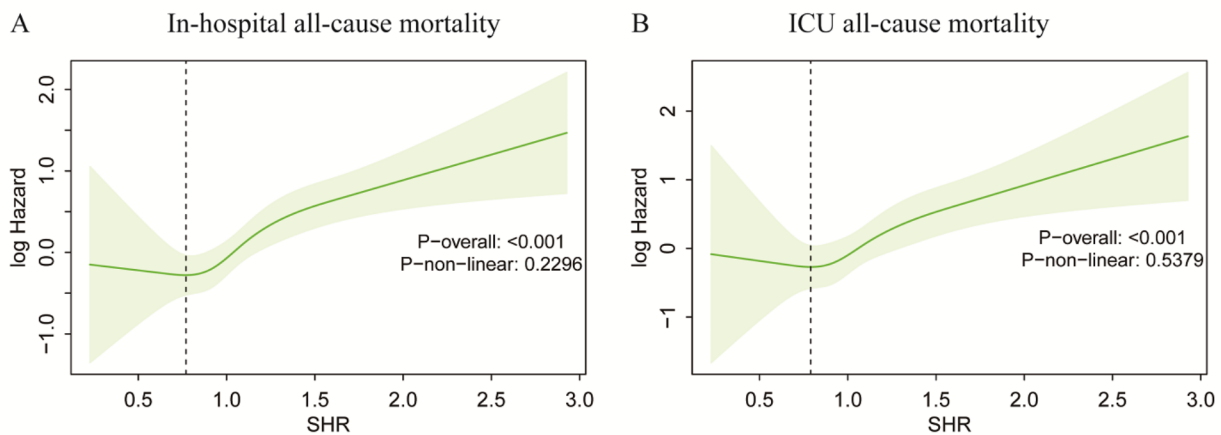 A In-hospital all-cause mortality
log Hazard
2.0
1.0
0.0
−1.0
P−overall: <0.001
P−non−linear: 0.2296
0.5 1.0 1.5 2.0 2.5 3.0
SHR
B ICU all-cause mortality
log Hazard
2
1
0
−1
P−overall: <0.001
P−non−linear: 0.5379
0.5 1.0 1.5 2.0 2.5 3.0
SHR